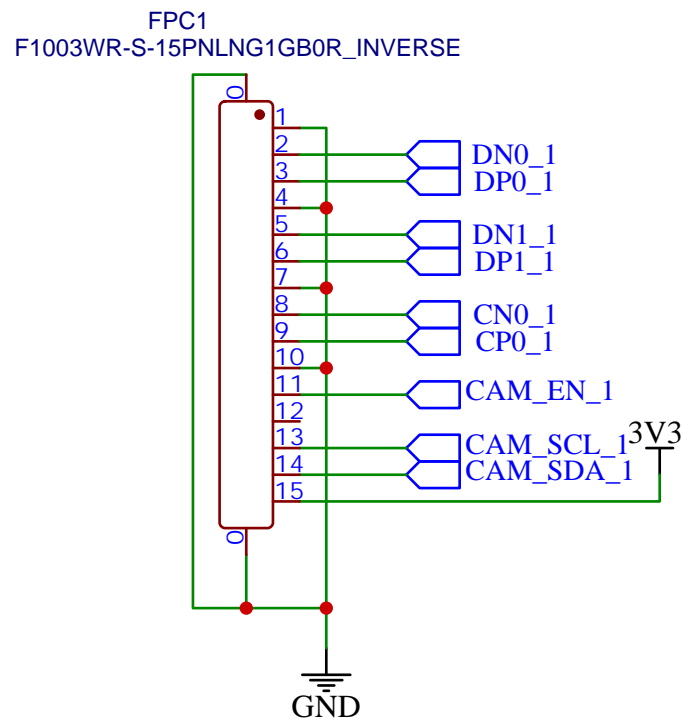 FPC1
F1003WR-S-15PNLNG1GB0R_INVERSE
0
1
2 DN0_1
3 DP0_1
4
5 DN1_1
6 DP1_1
7
8 CN0_1
9 CP0_1
10
11 CAM_EN_1
12
13 CAM_SCL_1 3V3
14 CAM_SDA_1
15
0
GND